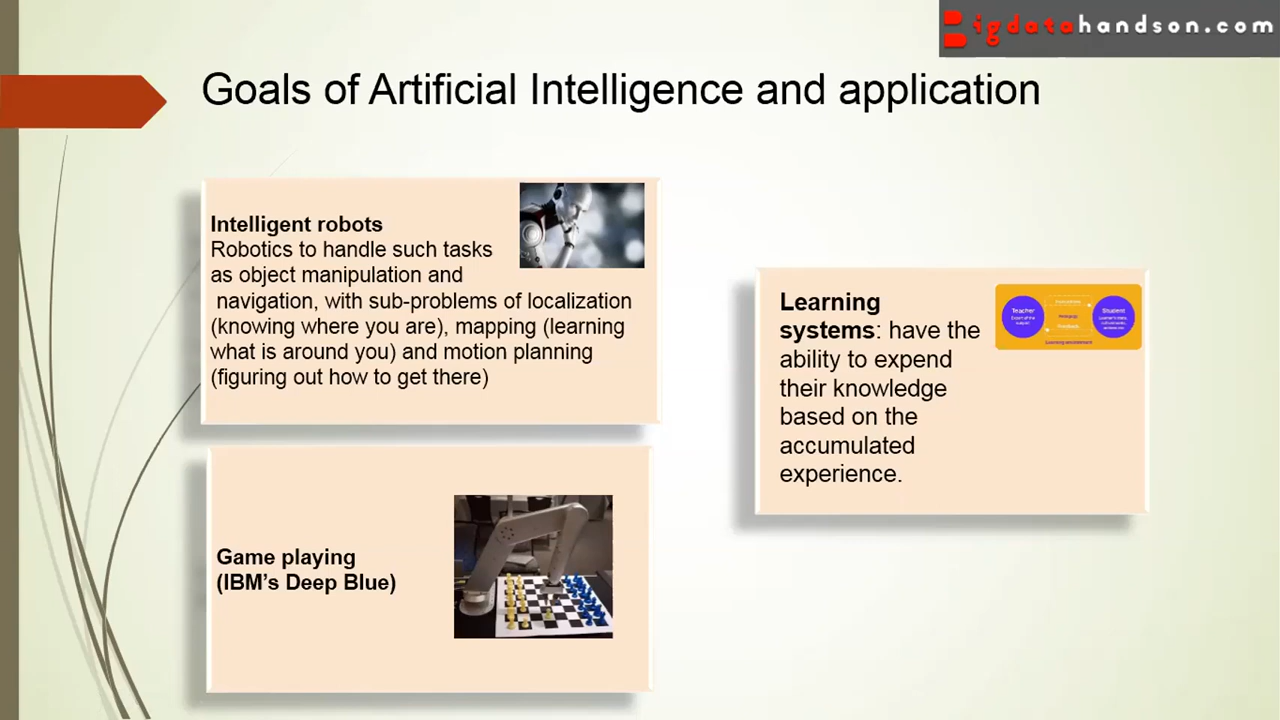 Bigdatahandson.com
Goals of Artificial Intelligence and application
Intelligent robots
Robotics to handle such tasks
as object manipulation and
navigation, with sub-problems of localization
(knowing where you are), mapping (learning
what is around you) and motion planning
(figuring out how to get there)
Game playing
(IBM’s Deep Blue)
Learning
systems: have the
ability to expend
their knowledge
based on the
accumulated
experience.
Teacher
Student